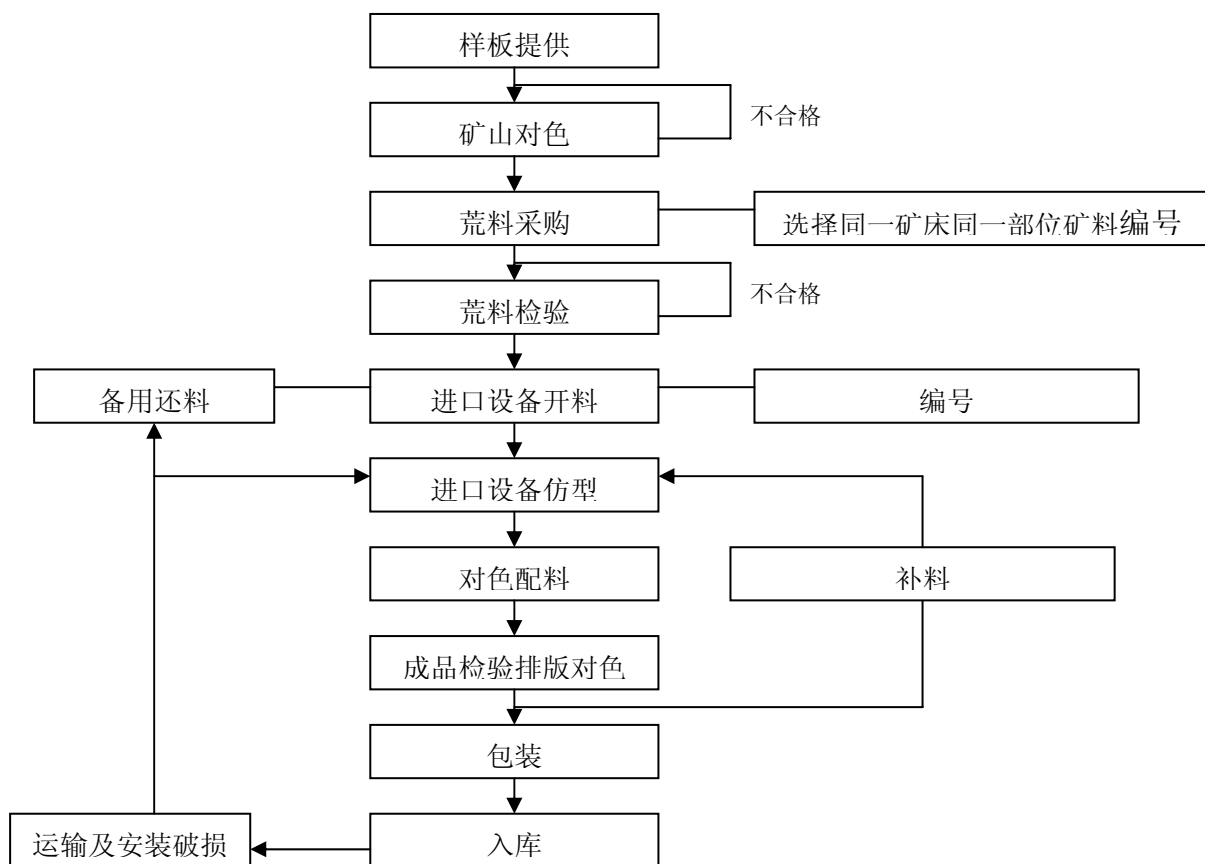 样板提供
不合格
矿山对色
荒料采购
选择同一矿床同一部位矿料编号
不合格
荒料检验
备用还料
进口设备开料
编号
进口设备仿型
对色配料
补料
成品检验排版对色
包装
运输及安装破损
入库